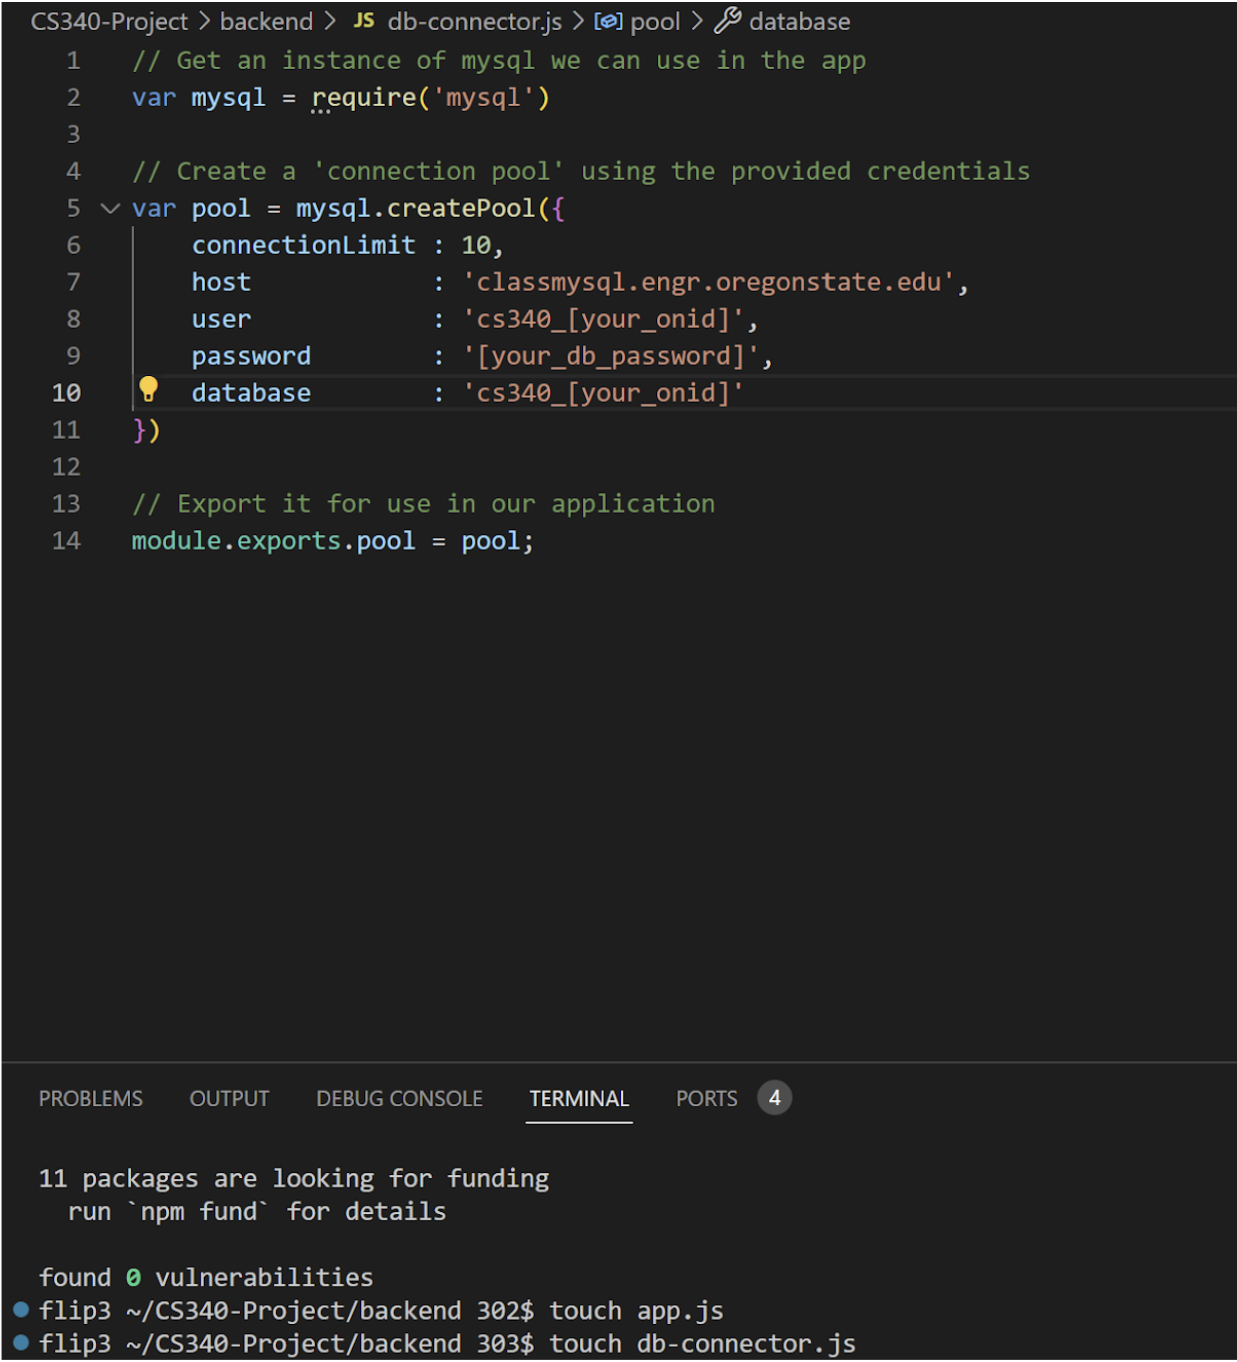 CS340-Project > backend > JS db-connector.js > pool > database
1 // Get an instance of mysql we can use in the app
2 var mysql = require('mysql')
3
4 // Create a 'connection pool' using the provided credentials
5 var pool = mysql.createPool({
6 connectionLimit : 10,
7 host : 'classmysql.engr.oregonstate.edu',
8 user : 'cs340_[your_onid]',
9 password : '[your_db_password]',
10 database : 'cs340_[your_onid]'
11 })
12
13 // Export it for use in our application
14 module.exports.pool = pool;
PROBLEMS OUTPUT DEBUG CONSOLE TERMINAL PORTS 4
11 packages are looking for funding
run `npm fund` for details
found 0 vulnerabilities
flip3 ~/CS340-Project/backend 302$ touch app.js
flip3 ~/CS340-Project/backend 303$ touch db-connector.js